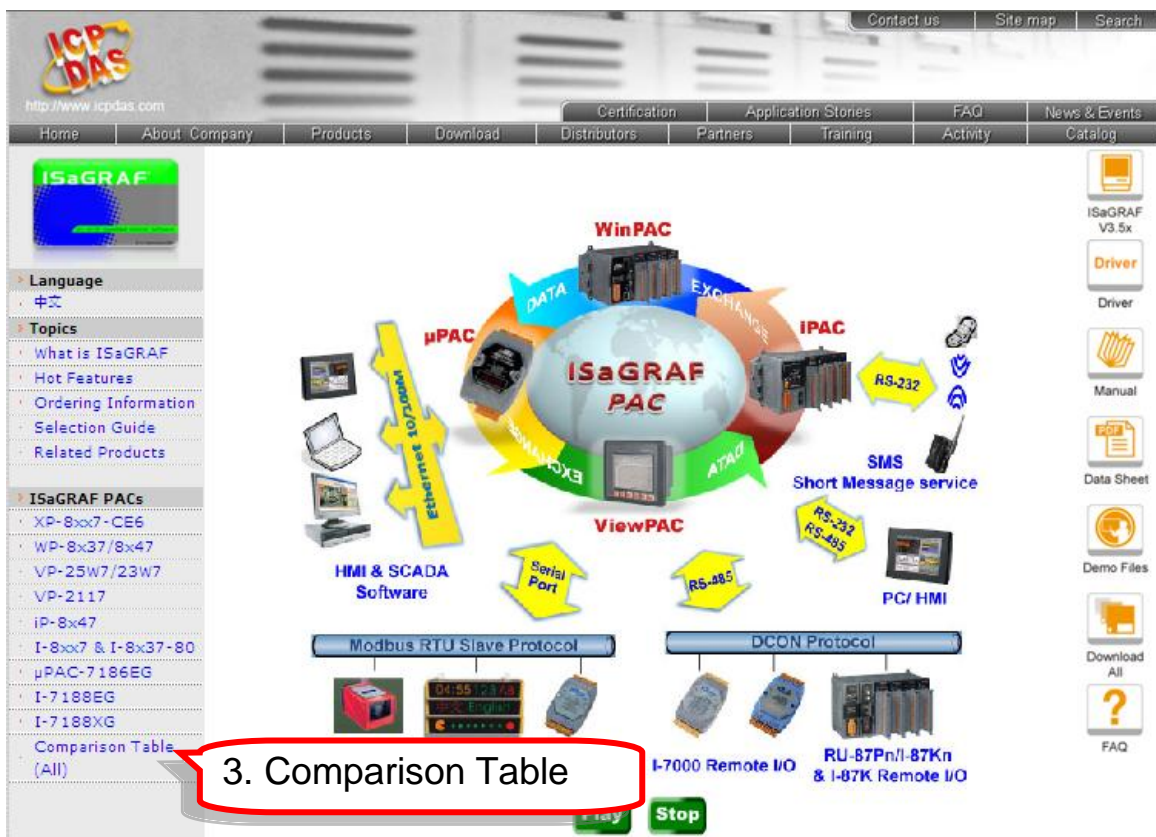 Contact us
Site map
Search
ICP
DAS
http://www.icpdas.com
Certification
Application Stories
FAQ
News & Events
Home
About Company
Products
Download
Distributors
Partners
Training
Activity
Catalog
ISaGRAF
Language
中文
Topics
What is ISaGRAF
Hot Features
Ordering Information
Selection Guide
Related Products
ISaGRAF PACs
XP-8xx7-CE6
WP-8x37/8x47
VP-25W7/23W7
VP-2117
iP-8x47
I-8xx7 & I-8x37-80
µPAC-7186EG
I-7188EG
I-7188XG
Comparison Table
(All)
3. Comparison Table
WinPAC
DATA
EXCHANGE
µPAC
iPAC
ISaGRAF
PAC
EXCHANGE
DATA
ViewPAC
Ethernet 10/100M
HMI & SCADA
Software
RS-232
SMS
Short Message service
RS-232
RS-485
PC/ HMI
Serial
Port
RS-485
Modbus RTU Slave Protocol
DCON Protocol
04:55 123 AB
中文 English
I-7000 Remote I/O
RU-87Pn/I-87Kn
& I-87K Remote I/O
Play
Stop
ISaGRAF
V3.5x
Driver
Driver
Manual
PDF
Data Sheet
Demo Files
Download
All
?
FAQ